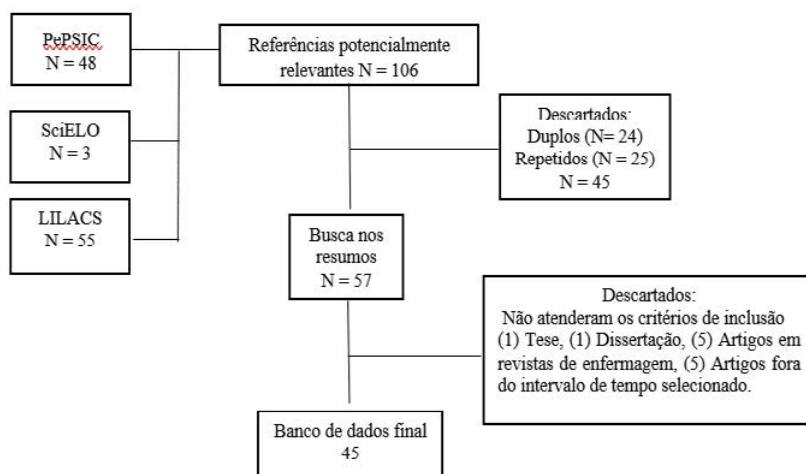 PePSIC
N = 48
SciELO
N = 3
LILACS
N = 55
Referências potencialmente
relevantes N = 106
Descartados:
Duplos (N= 24)
Repetidos (N = 25)
N = 45
Busca nos
resumos
N = 57
Descartados:
Não atenderam os critérios de inclusão
(1) Tese, (1) Dissertação, (5) Artigos em
revistas de enfermagem, (5) Artigos fora
do intervalo de tempo selecionado.
Banco de dados final
45